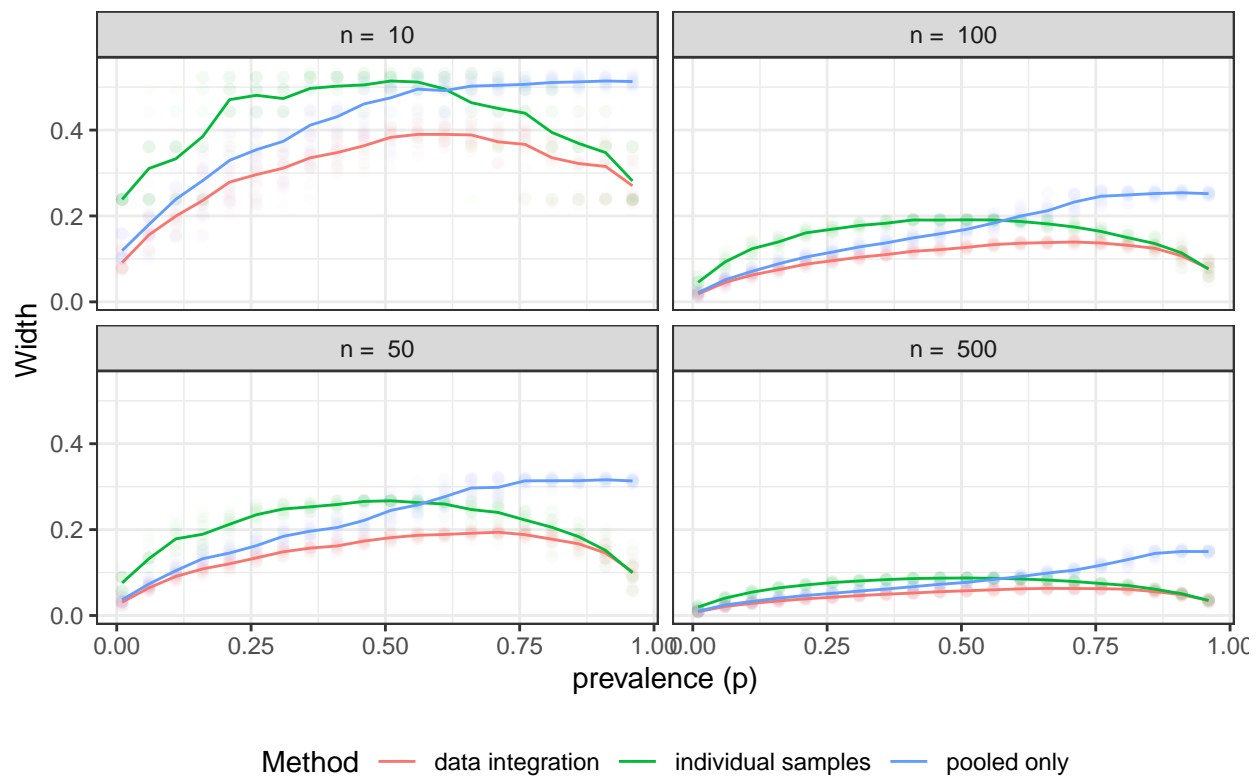 n = 10
n = 100
0.4
0.2
0.0
Width
n = 50
n = 500
0.4
0.2
0.0
0.00 0.25 0.50 0.75 1.00
0.00 0.25 0.50 0.75 1.00
prevalence (p)
Method data integration individual samples pooled only